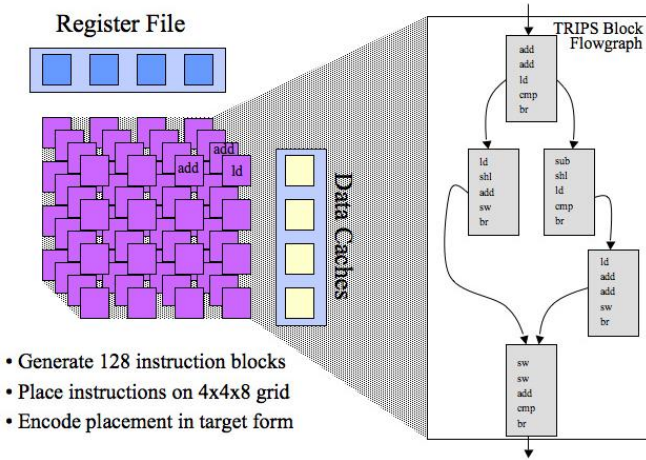 Register File
TRIPS Block
Flowgraph
add
add
ld
cmp
br
add
add
ld
Data Caches
ld
shl
add
sw
br
sub
shl
ld
cmp
br
ld
add
add
sw
br
sw
sw
add
cmp
br
• Generate 128 instruction blocks
• Place instructions on 4x4x8 grid
• Encode placement in target form